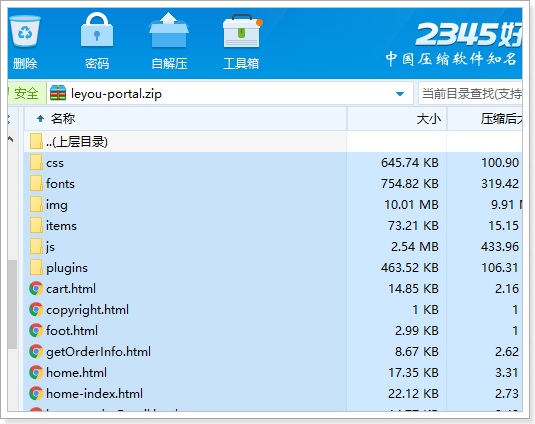 2345好
中国压缩软件知名
删除 密码 自解压 工具箱
安全 leyou-portal.zip 当前目录查找(支持
名称 大小 压缩后大
..(上层目录)
css 645.74 KB 100.90
fonts 754.82 KB 319.42
img 10.01 MB 9.91
items 73.21 KB 15.15
js 2.54 MB 433.96
plugins 463.52 KB 106.31
cart.html 14.85 KB 2.16
copyright.html 1 KB 1
foot.html 2.99 KB 1
getOrderInfo.html 8.67 KB 2.62
home.html 17.35 KB 3.31
home-index.html 22.12 KB 2.73